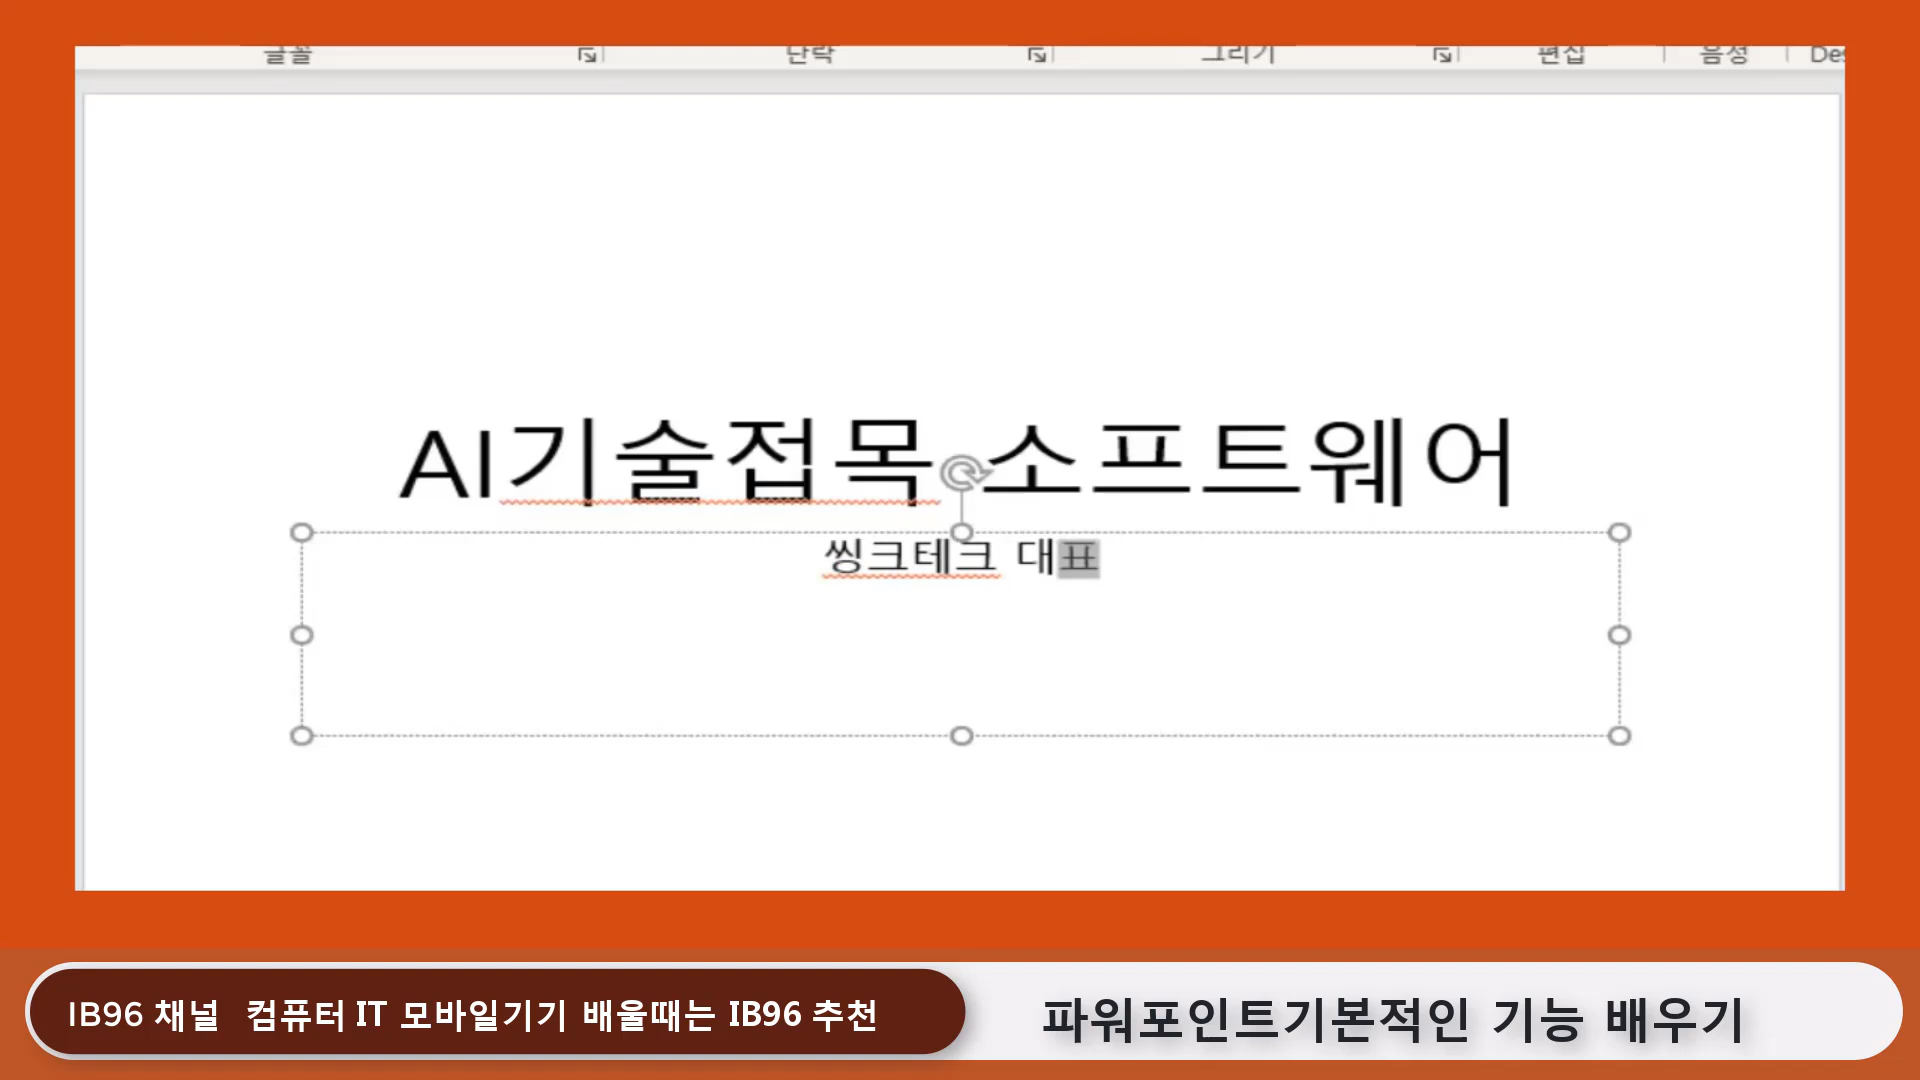 글꼴 단락 그리기 편집 음성 Des
AI기술접목 소프트웨어
씽크테크 대표
IB96 채널 컴퓨터 IT 모바일기기 배울때는 IB96 추천
파워포인트기본적인 기능 배우기